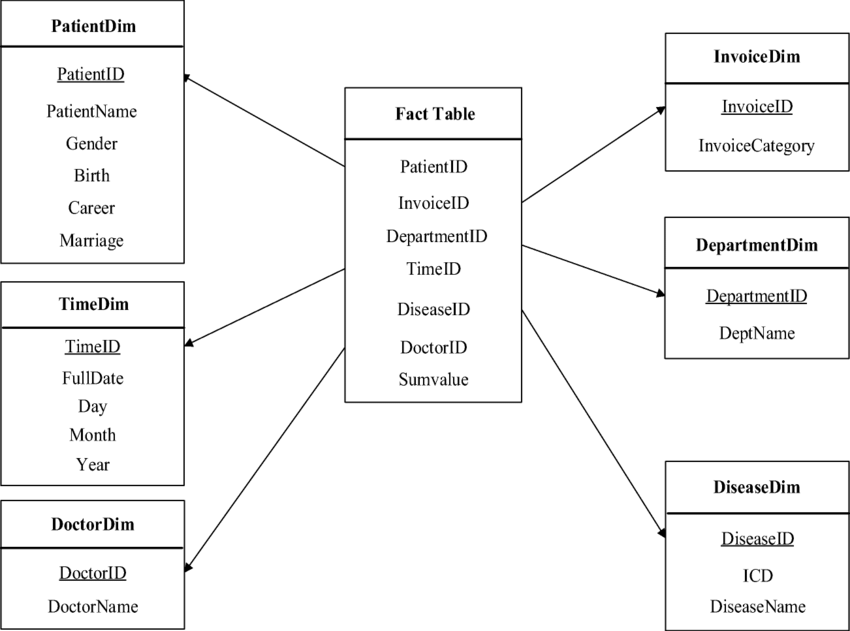 PatientDim
PatientID
PatientName
Gender
Birth
Career
Marriage
TimeDim
TimeID
FullDate
Day
Month
Year
DoctorDim
DoctorID
DoctorName
Fact Table
PatientID
InvoiceID
DepartmentID
TimeID
DiseaseID
DoctorID
Sumvalue
InvoiceDim
InvoiceID
InvoiceCategory
DepartmentDim
DepartmentID
DeptName
DiseaseDim
DiseaseID
ICD
DiseaseName